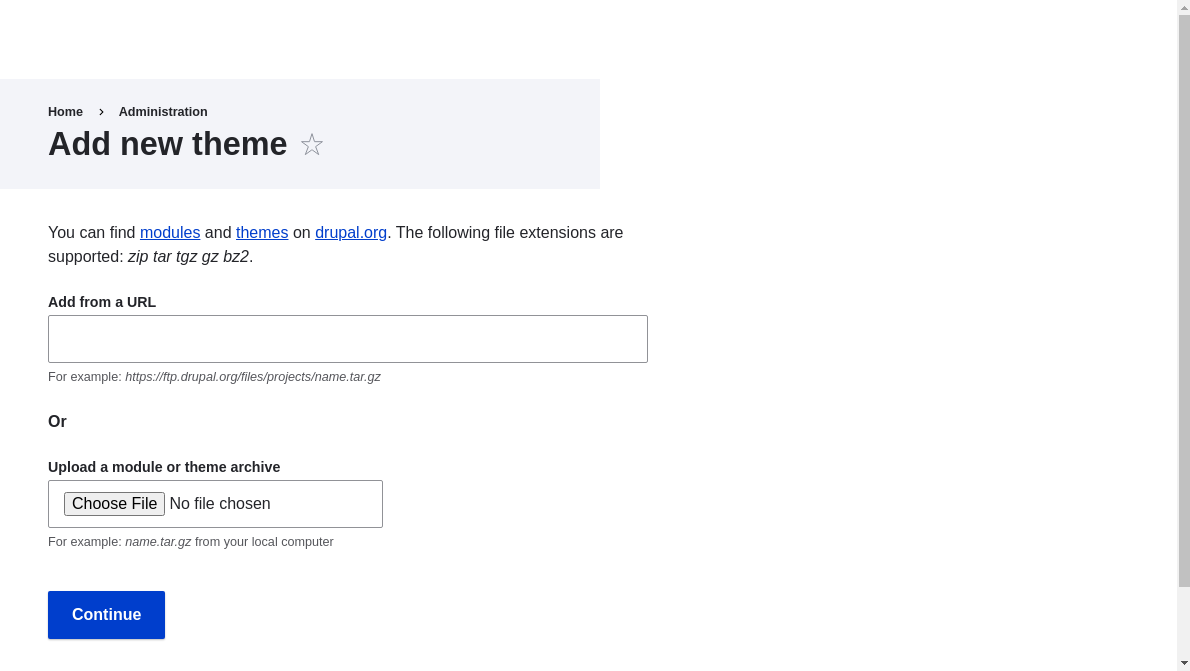 Home › Administration
Add new theme ☆
You can find modules and themes on drupal.org. The following file extensions are
supported: zip tar tgz gz bz2.
Add from a URL
For example: https://ftp.drupal.org/files/projects/name.tar.gz
Or
Upload a module or theme archive
Choose File No file chosen
For example: name.tar.gz from your local computer
Continue